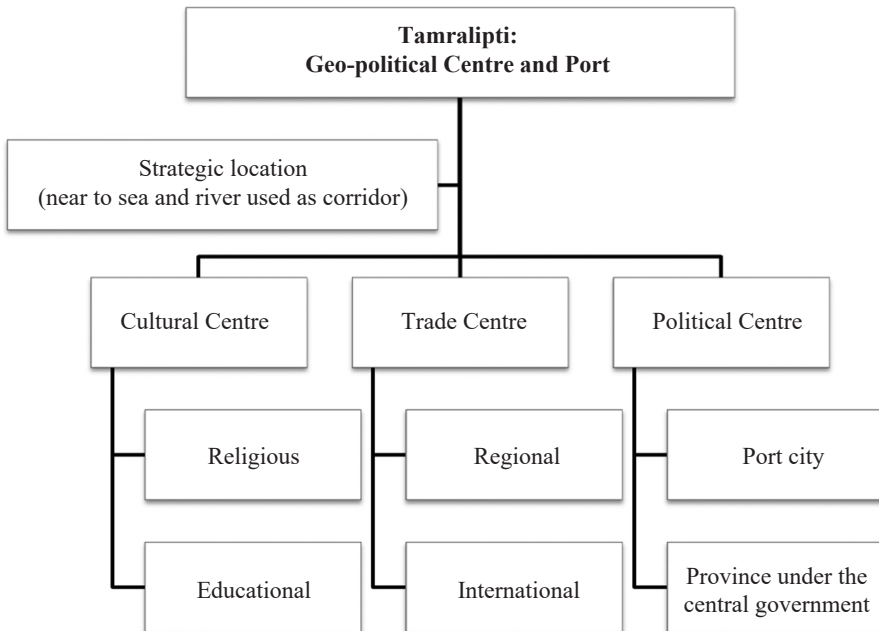 Tamralipti:
Geo-political Centre and Port
Strategic location
(near to sea and river used as corridor)
Cultural Centre
Trade Centre
Political Centre
Religious
Regional
Port city
Educational
International
Province under the
central government